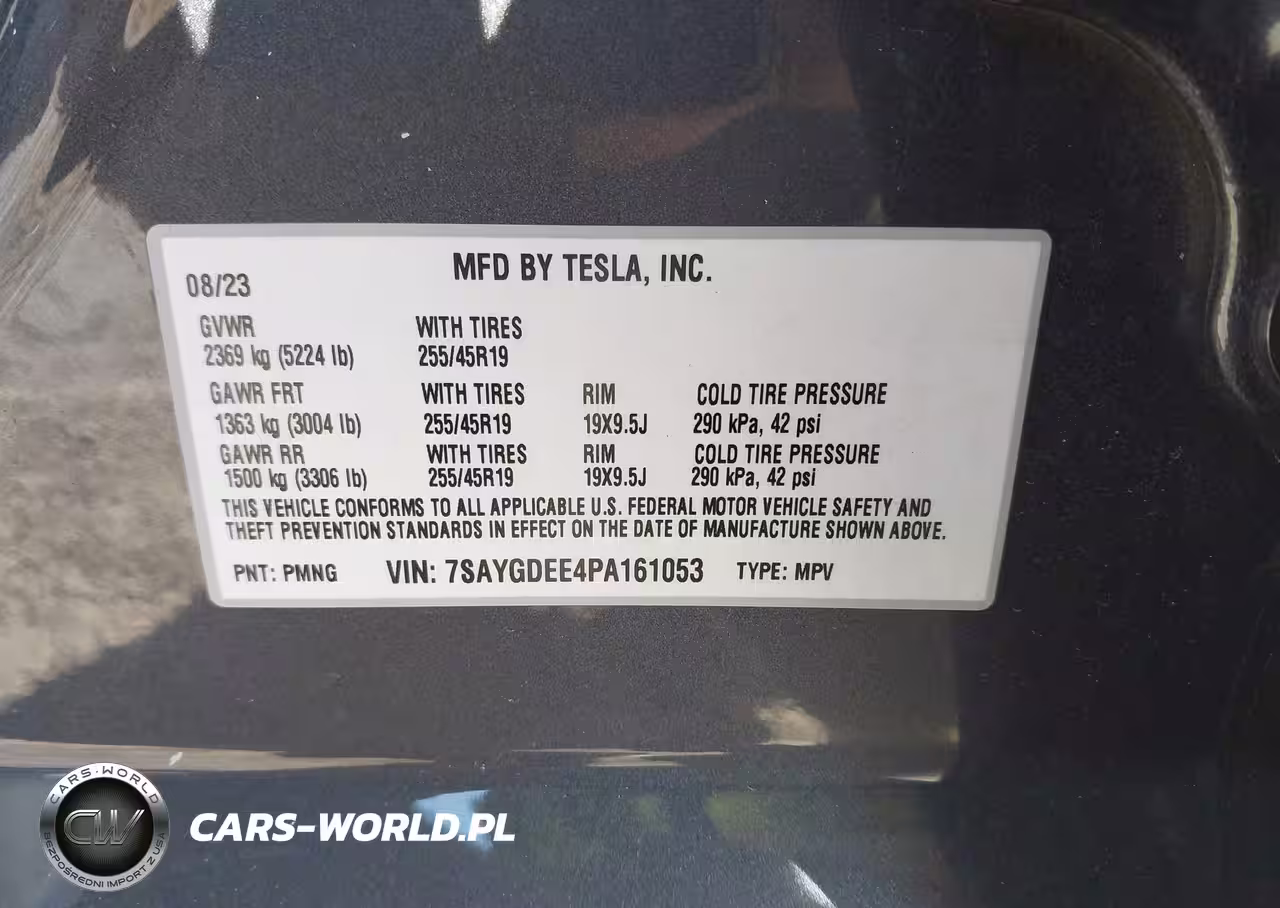 08/23
MFD BY TESLA, INC.
GVWR WITH TIRES
2369 kg (5224 lb) 255/45R19
GAWR FRT WITH TIRES RIM COLD TIRE PRESSURE
1363 kg (3004 lb) 255/45R19 19X9.5J 290 kPa, 42 psi
GAWR RR WITH TIRES RIM COLD TIRE PRESSURE
1500 kg (3306 lb) 255/45R19 19X9.5J 290 kPa, 42 psi
THIS VEHICLE CONFORMS TO ALL APPLICABLE U.S. FEDERAL MOTOR VEHICLE SAFETY AND
THEFT PREVENTION STANDARDS IN EFFECT ON THE DATE OF MANUFACTURE SHOWN ABOVE.
PNT: PMNG VIN: 7SAYGDEE4PA161053 TYPE: MPV
CARS-WORLD
CW
BEZPOŚREDNI IMPORT Z USA
CARS-WORLD.PL